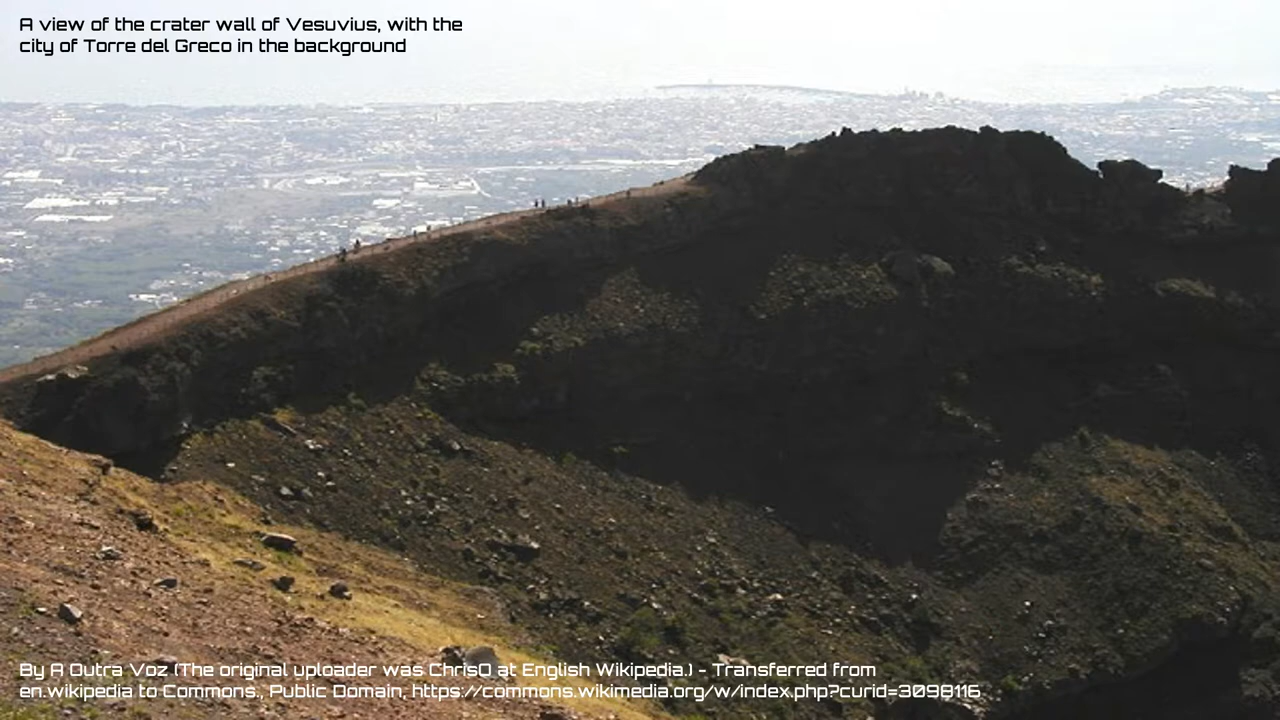 A view of the crater wall of Vesuvius, with the
city of Torre del Greco in the background
By A Outra Voz (The original uploader was ChrisO at English Wikipedia.) - Transferred from
en.wikipedia to Commons., Public Domain, https://commons.wikimedia.org/w/index.php?curid=3098116